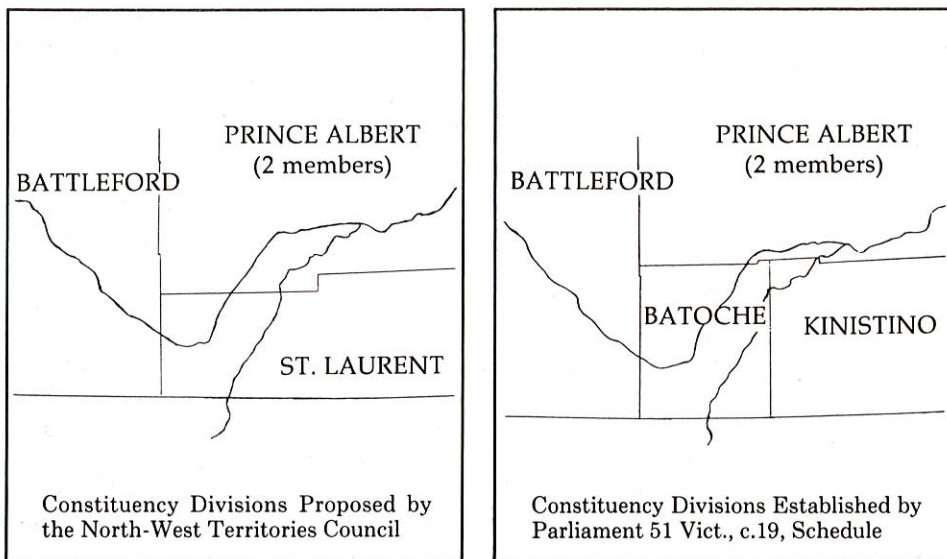 PRINCE ALBERT
(2 members)
BATTLEFORD
ST. LAURENT
Constituency Divisions Proposed by
the North-West Territories Council
PRINCE ALBERT
(2 members)
BATTLEFORD
BATOCHE
KINISTINO
Constituency Divisions Established by
Parliament 51 Vict., c.19, Schedule